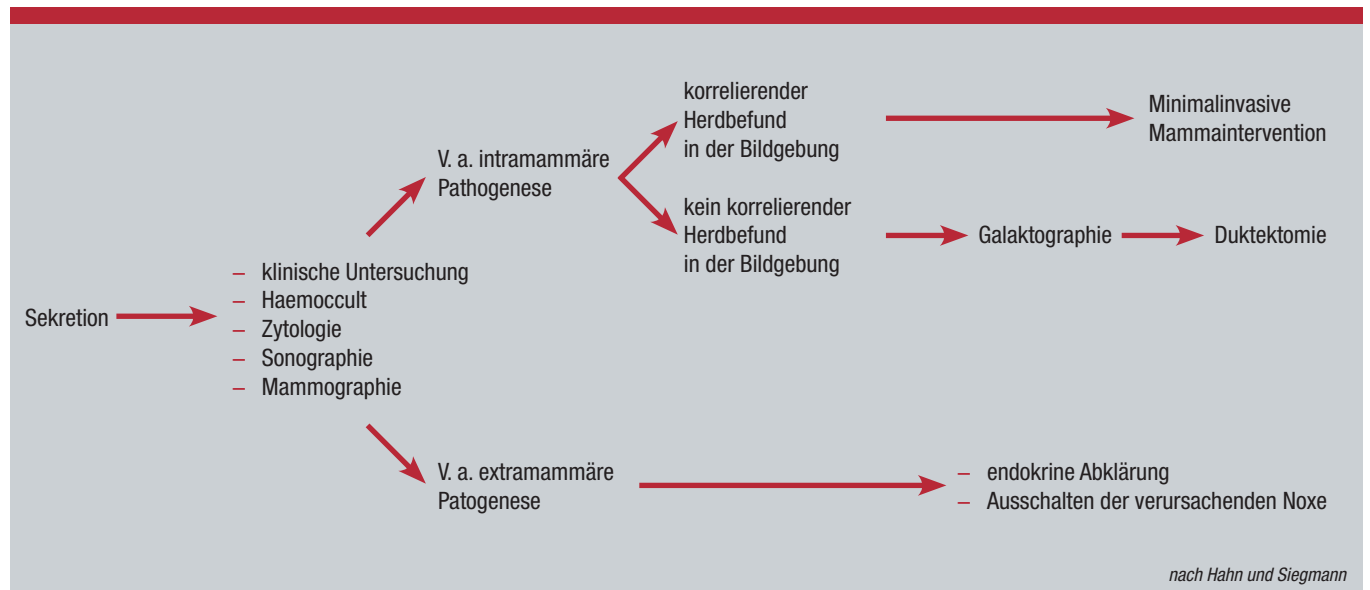 Sekretion
– klinische Untersuchung
– Haemoccult
– Zytologie
– Sonographie
– Mammographie
V. a. intramammäre
Pathogenese
korrelierender
Herdbefund
in der Bildgebung
Minimalinvasive
Mammaintervention
kein korrelierender
Herdbefund
in der Bildgebung
Galaktographie
Duktektomie
V. a. extramammäre
Patogenese
– endokrine Abklärung
– Ausschalten der verursachenden Noxe
nach Hahn und Siegmann